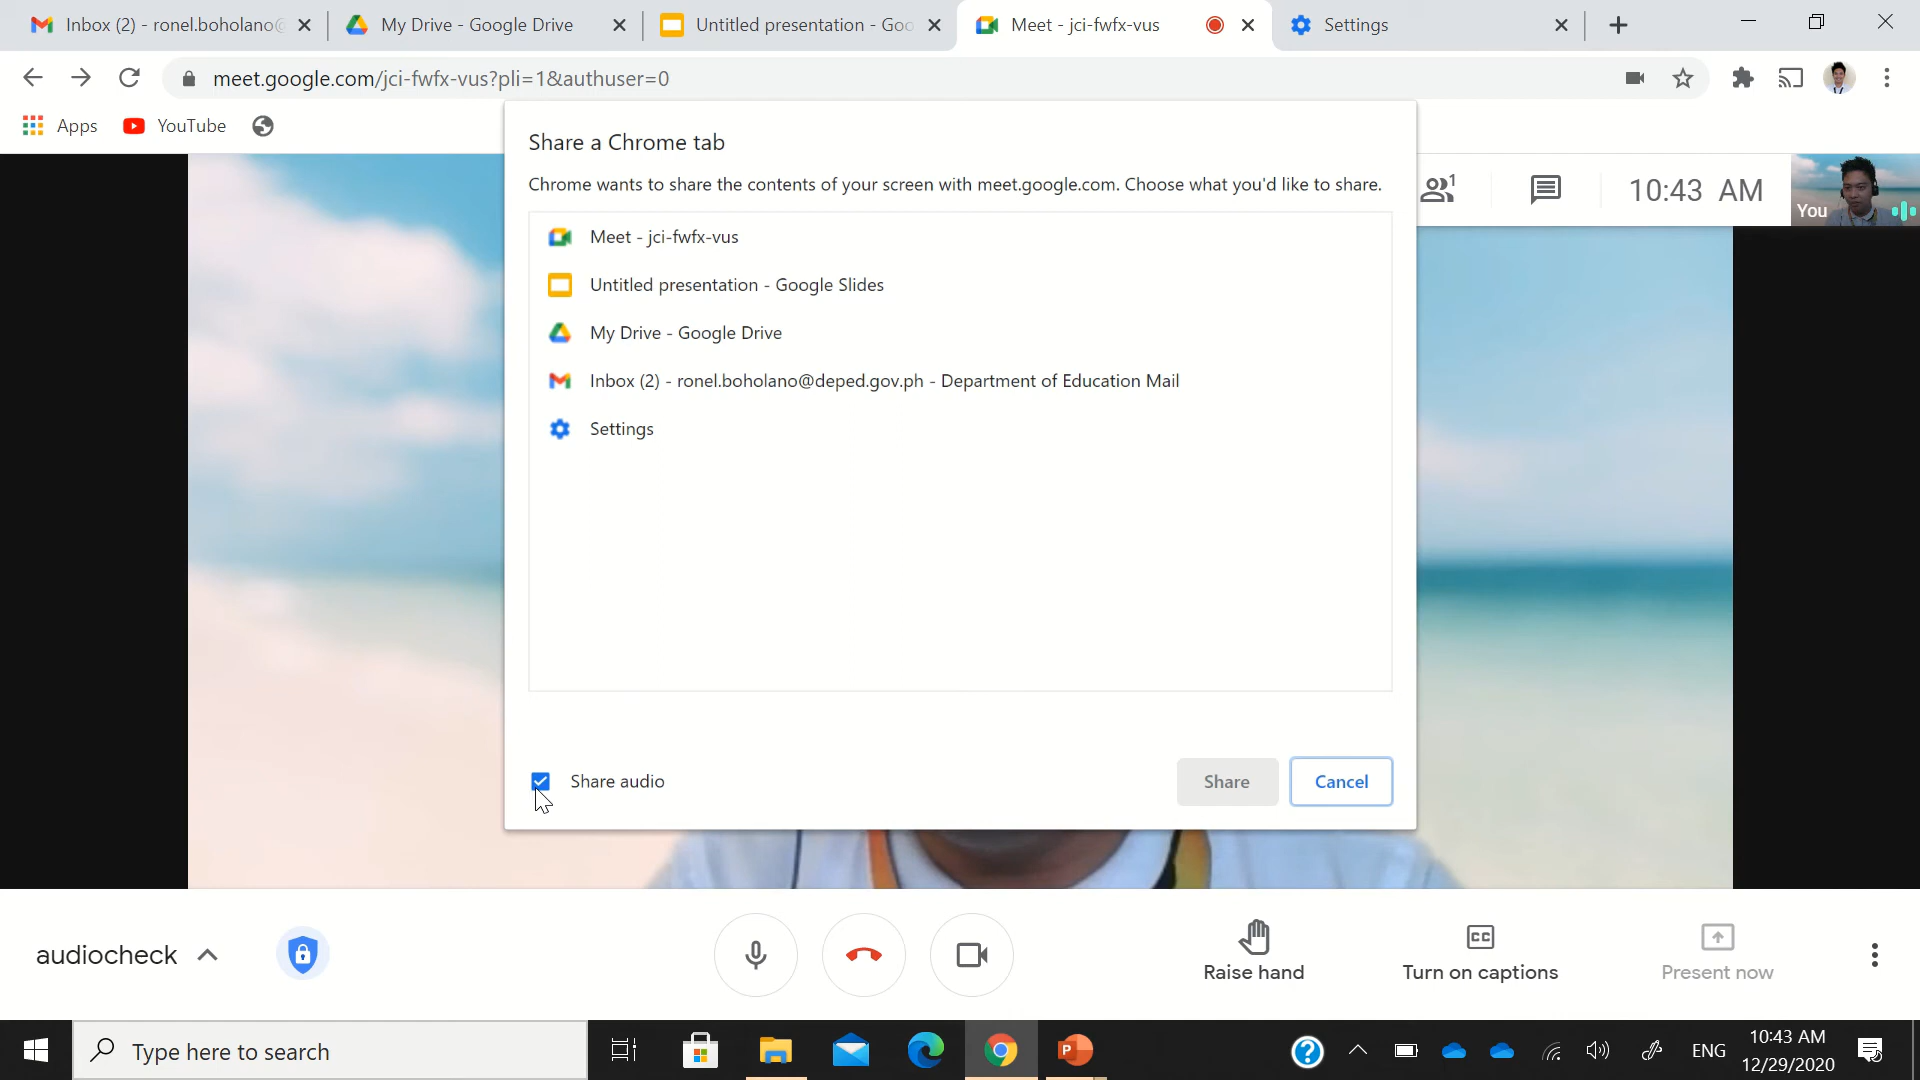 Inbox (2) - ronel.boholano@
My Drive - Google Drive
Untitled presentation - Goo
Meet - jci-fwfx-vus
Settings
meet.google.com/jci-fwfx-vus?pli=1&authuser=0
Apps
YouTube
Share a Chrome tab
Chrome wants to share the contents of your screen with meet.google.com. Choose what you'd like to share.
Meet - jci-fwfx-vus
Untitled presentation - Google Slides
My Drive - Google Drive
Inbox (2) - ronel.boholano@deped.gov.ph - Department of Education Mail
Settings
Share audio
Share
Cancel
1
10:43 AM
You
audiocheck
Raise hand
CC
Turn on captions
Present now
Type here to search
P
?
ENG
10:43 AM
12/29/2020